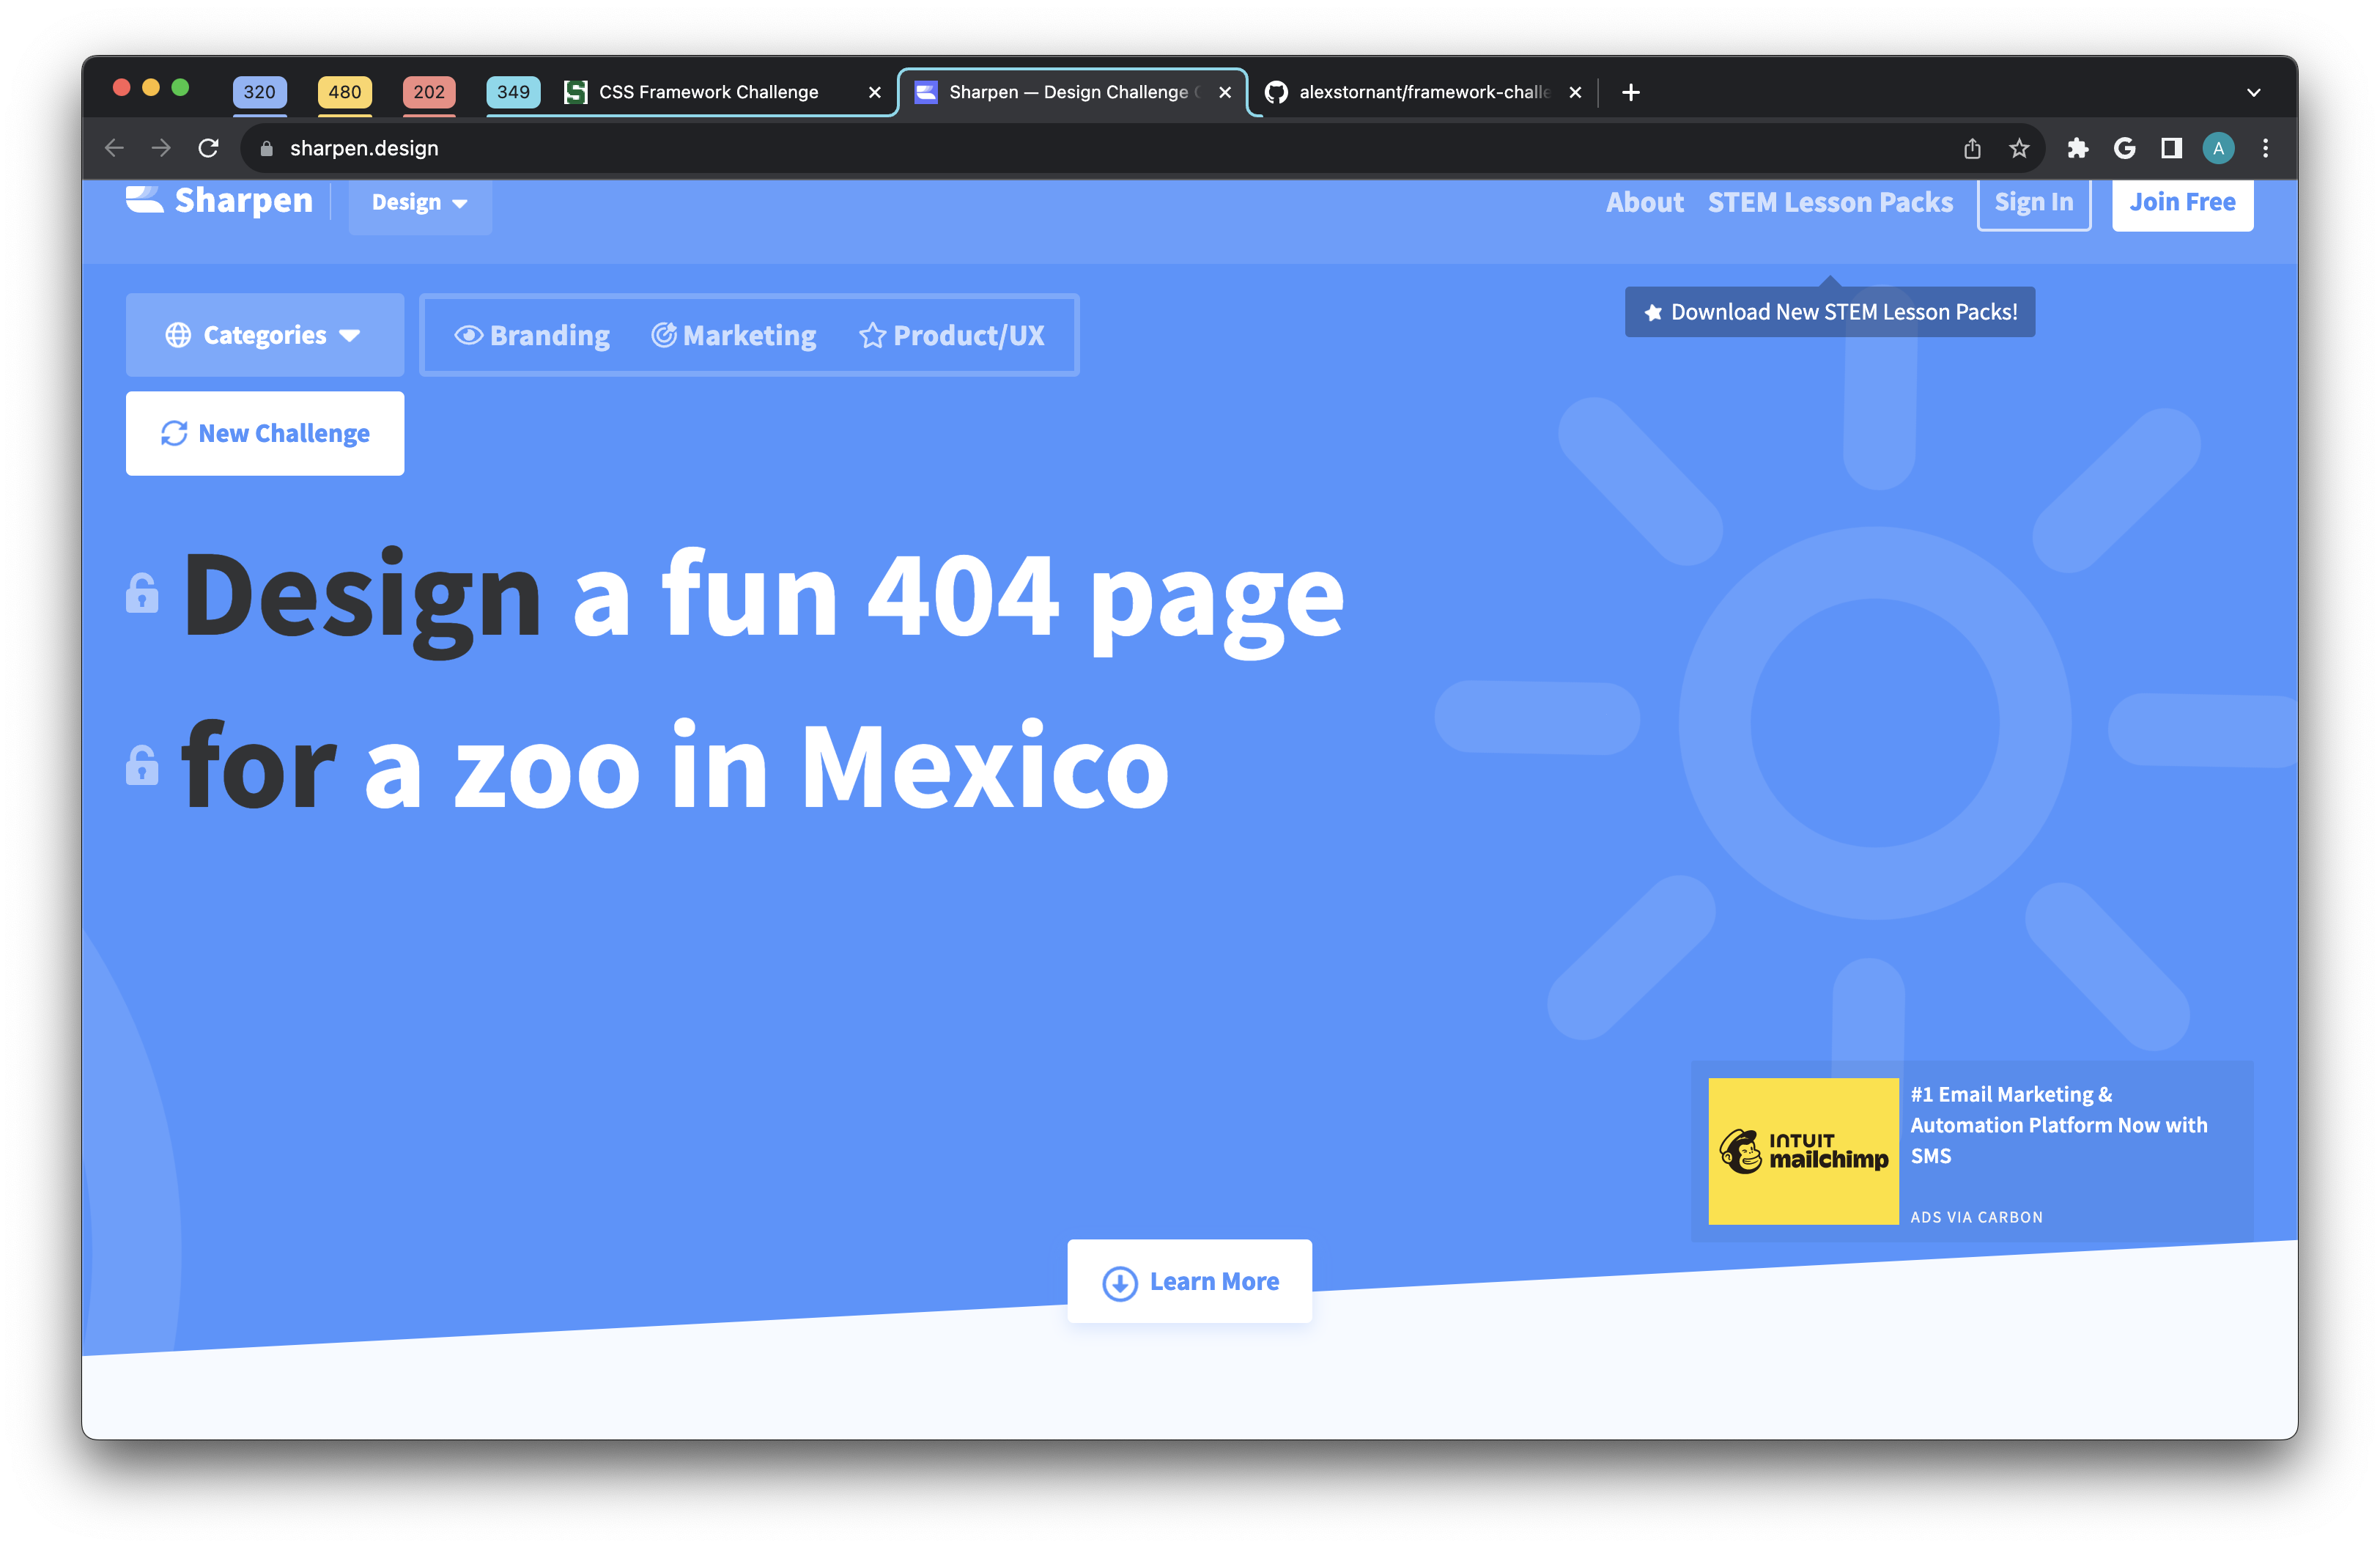 320 480 202 349 CSS Framework Challenge Sharpen — Design Challenge alexstornant/framework-challe
sharpen.design A
Sharpen Design About STEM Lesson Packs Sign In Join Free
Download New STEM Lesson Packs!
Categories Branding Marketing Product/UX
New Challenge
Design a fun 404 page
for a zoo in Mexico
#1 Email Marketing &
Automation Platform Now with
SMS
INTUIT
mailchimp
ADS VIA CARBON
Learn More